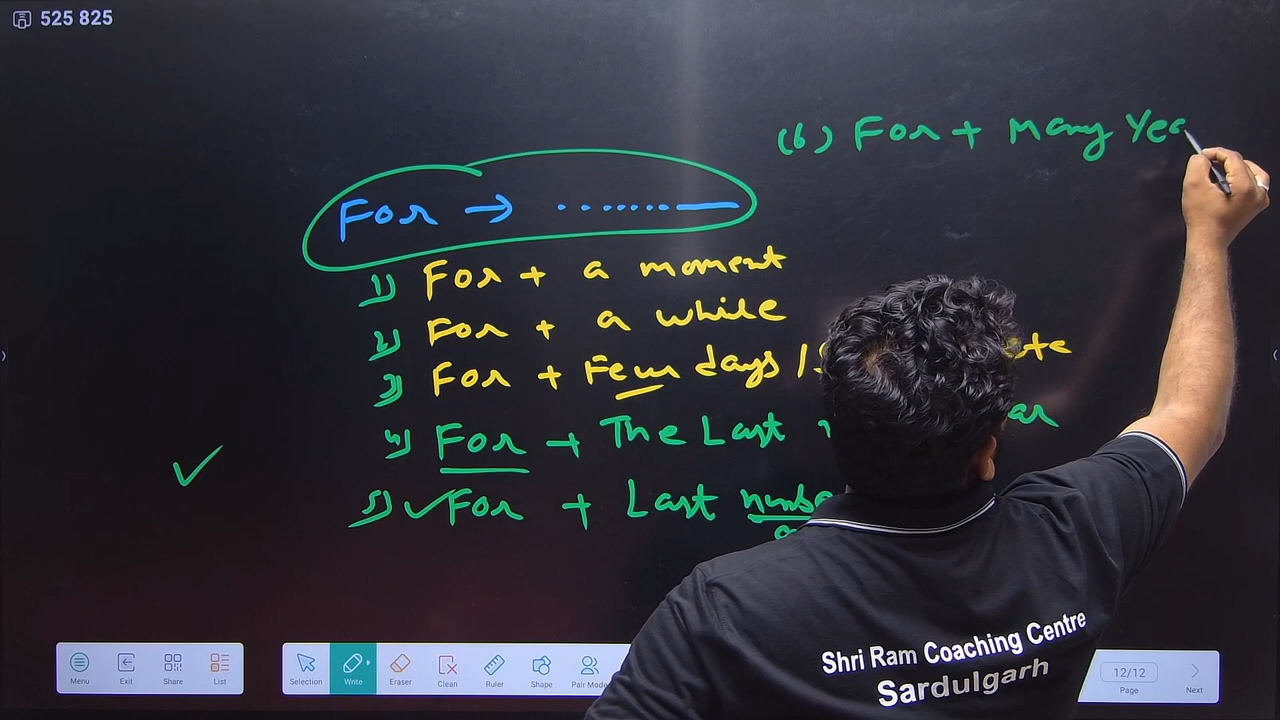 525 825
(6) For + Many Yea
For → ..........
1) For + a moment
2) For + a while
3) For + Few days /
4) For + The Last
5) ✓For + Last
Shri Ram Coaching Centre
Sardulgarh
Menu Exit Share List Selection Write Eraser Clean Ruler Shape Pair Mode 12/12 Page Next